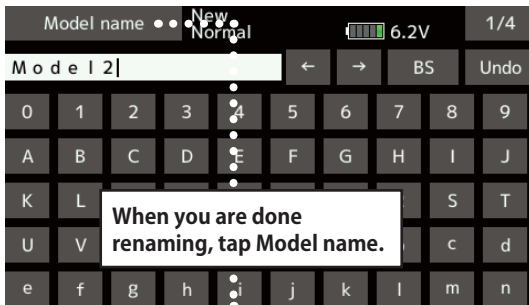 Model name New Normal 6.2V 1/4
Model2 ← → BS Undo
0 1 2 3 4 5 6 7 8 9
A B C D E F G H I J
K L S T
When you are done
renaming, tap Model name.
U V c d
e f g h i j k l m n